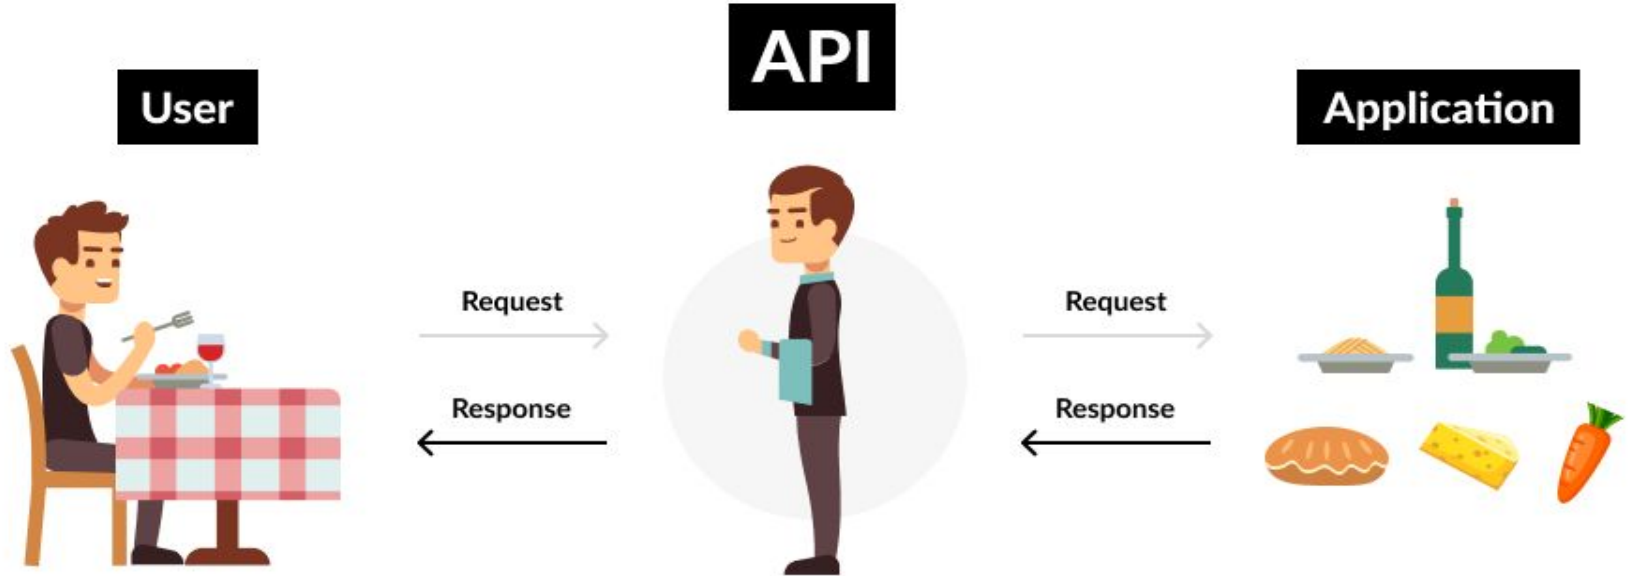 User
API
Application
Request
Response
Request
Response